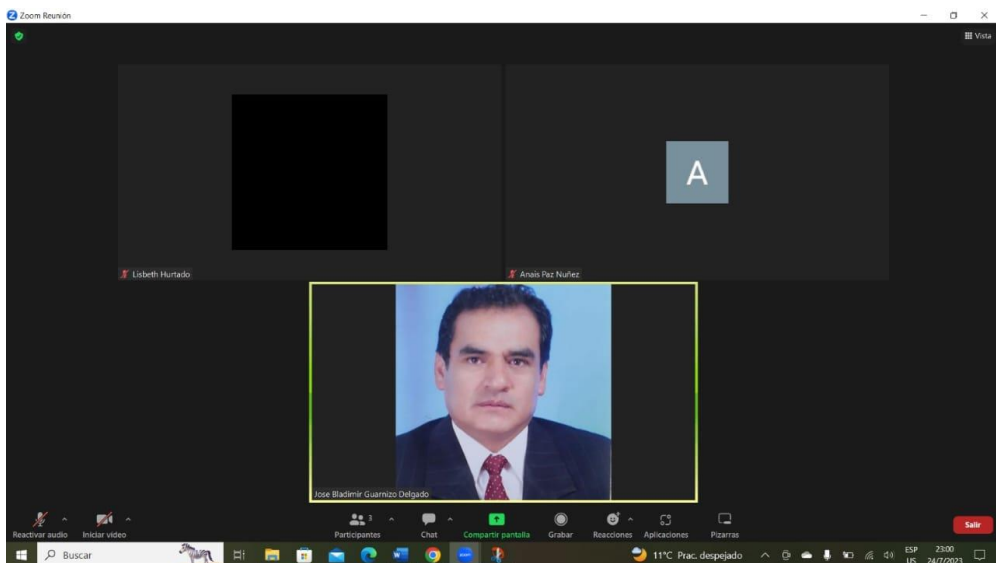 Zoom Reunión
Vista
A
Lisbeth Hurtado
Anais Paz Nuñez
Jose Bladimir Guarnizo Delgado
Reactivar audio
Iniciar video
Participantes
3
Chat
Compartir pantalla
Grabar
Reacciones
Aplicaciones
Pizarras
Salir
Buscar
11°C Prac. despejado
ESP
US
23:00
24/7/2023